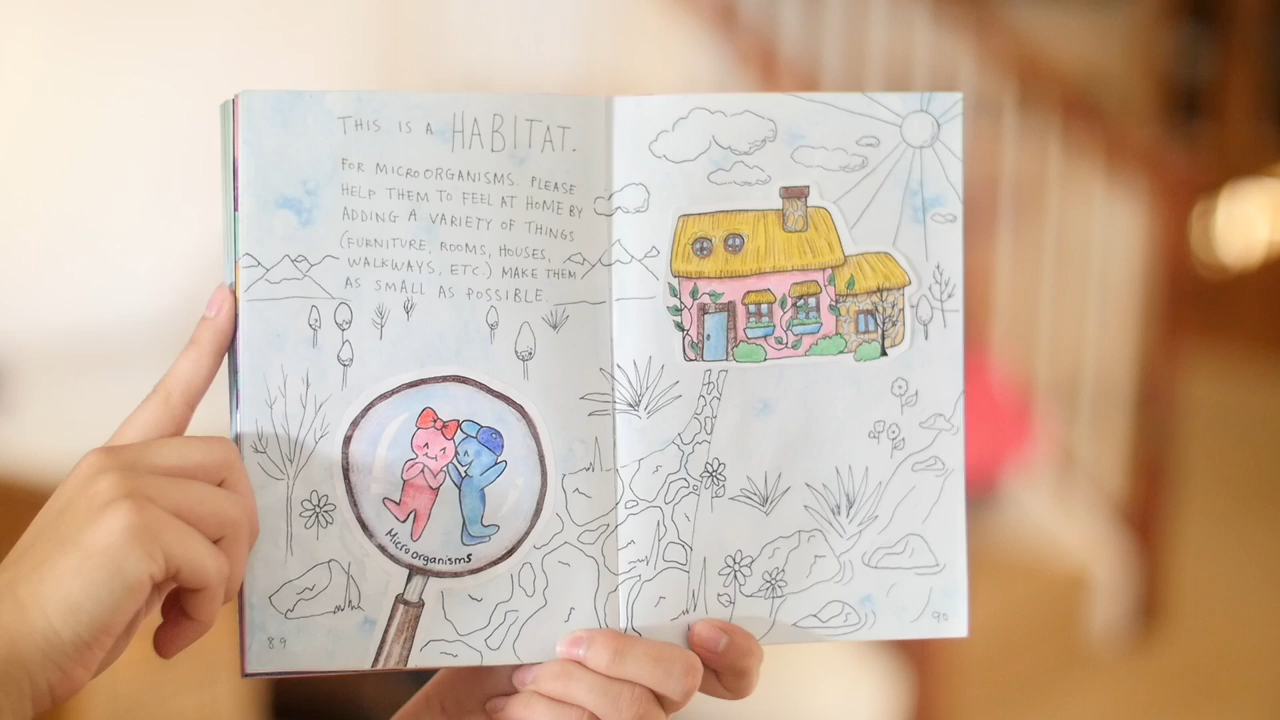 THIS IS A HABITAT.
FOR MICROORGANISMS. PLEASE
HELP THEM TO FEEL AT HOME BY
ADDING A VARIETY OF THINGS
(FURNITURE, ROOMS, HOUSES,
WALKWAYS, ETC.) MAKE THEM
AS SMALL AS POSSIBLE.
Microorganisms
89
90